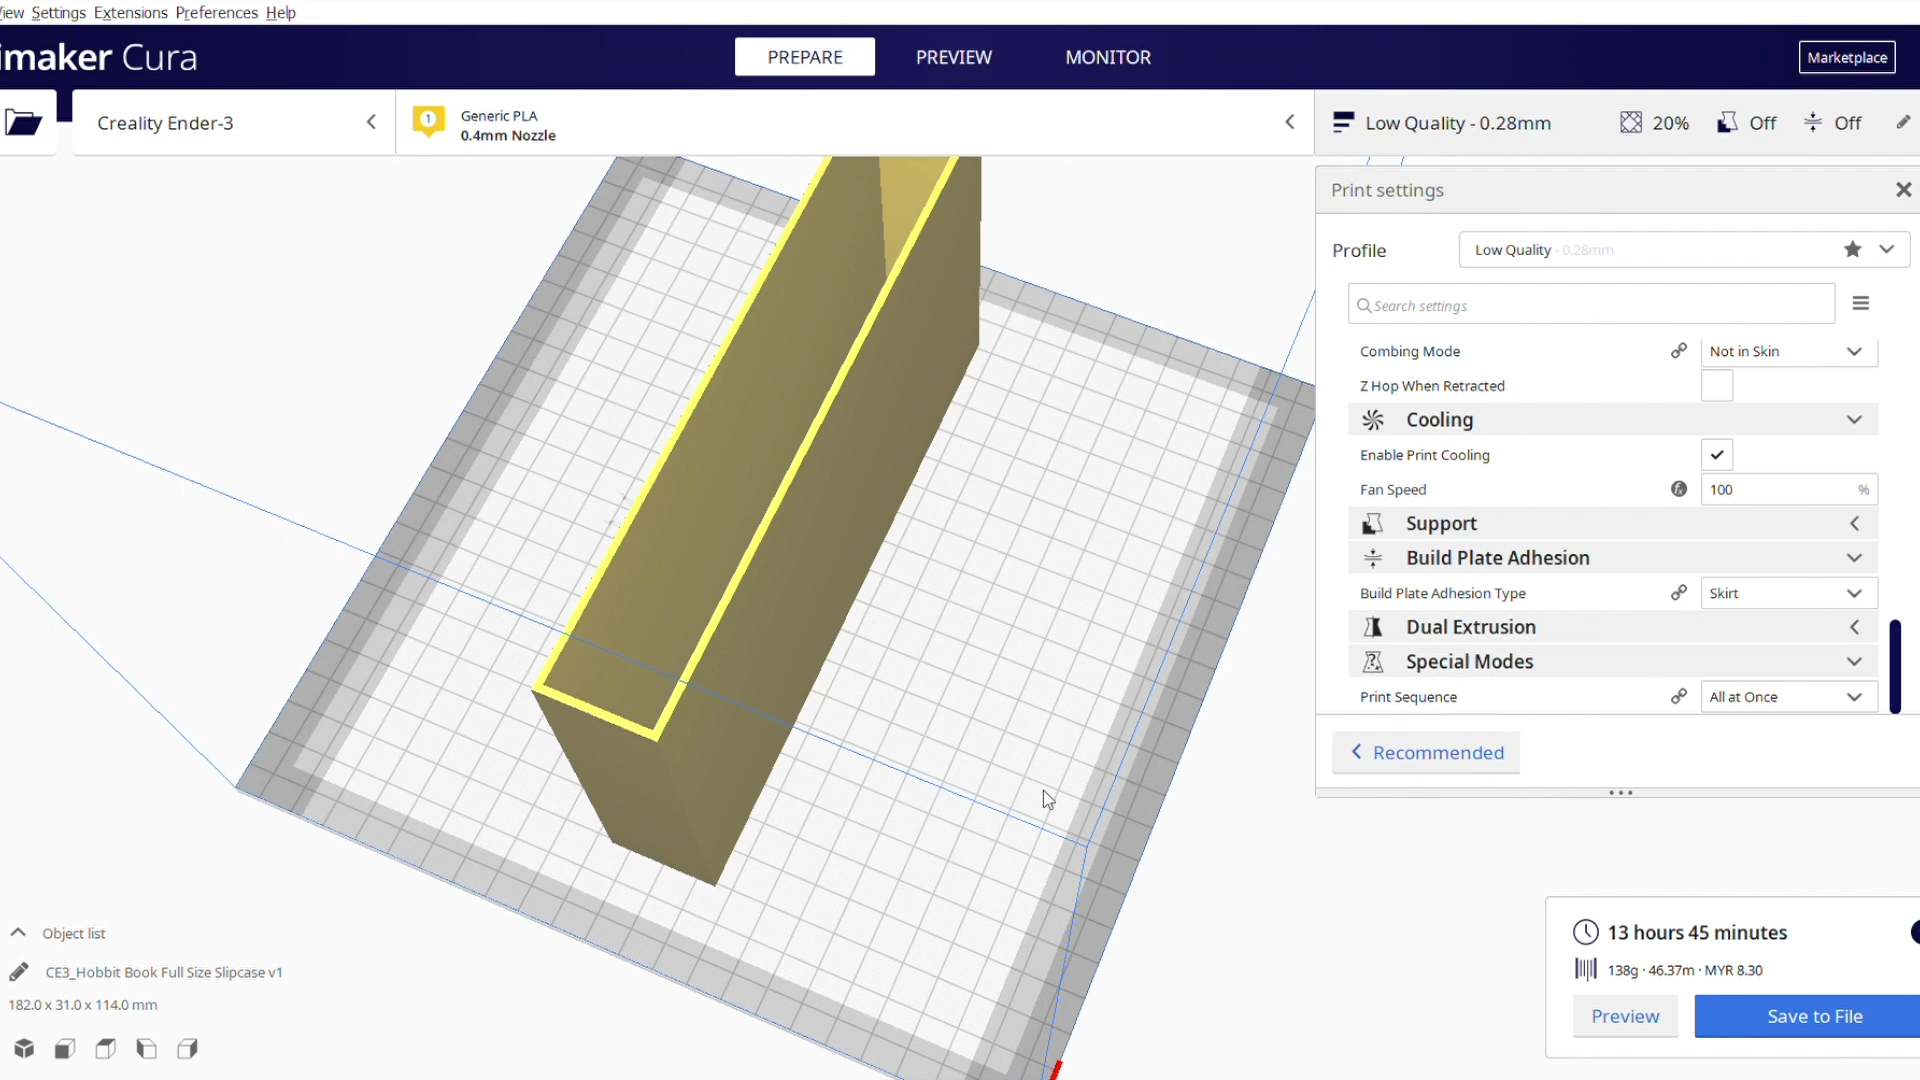 View Settings Extensions Preferences Help
imaker Cura
PREPARE PREVIEW MONITOR
Marketplace
Creality Ender-3
1
Generic PLA
0.4mm Nozzle
Low Quality - 0.28mm 20% Off Off
Print settings
Profile Low Quality - 0.28mm
Search settings
Combing Mode Not in Skin
Z Hop When Retracted
Cooling
Enable Print Cooling
Fan Speed 100 %
Support
Build Plate Adhesion
Build Plate Adhesion Type Skirt
Dual Extrusion
Special Modes
Print Sequence All at Once
Recommended
Object list
CE3_Hobbit Book Full Size Slipcase v1
182.0 x 31.0 x 114.0 mm
13 hours 45 minutes
138g · 46.37m · MYR 8.30
Preview Save to File